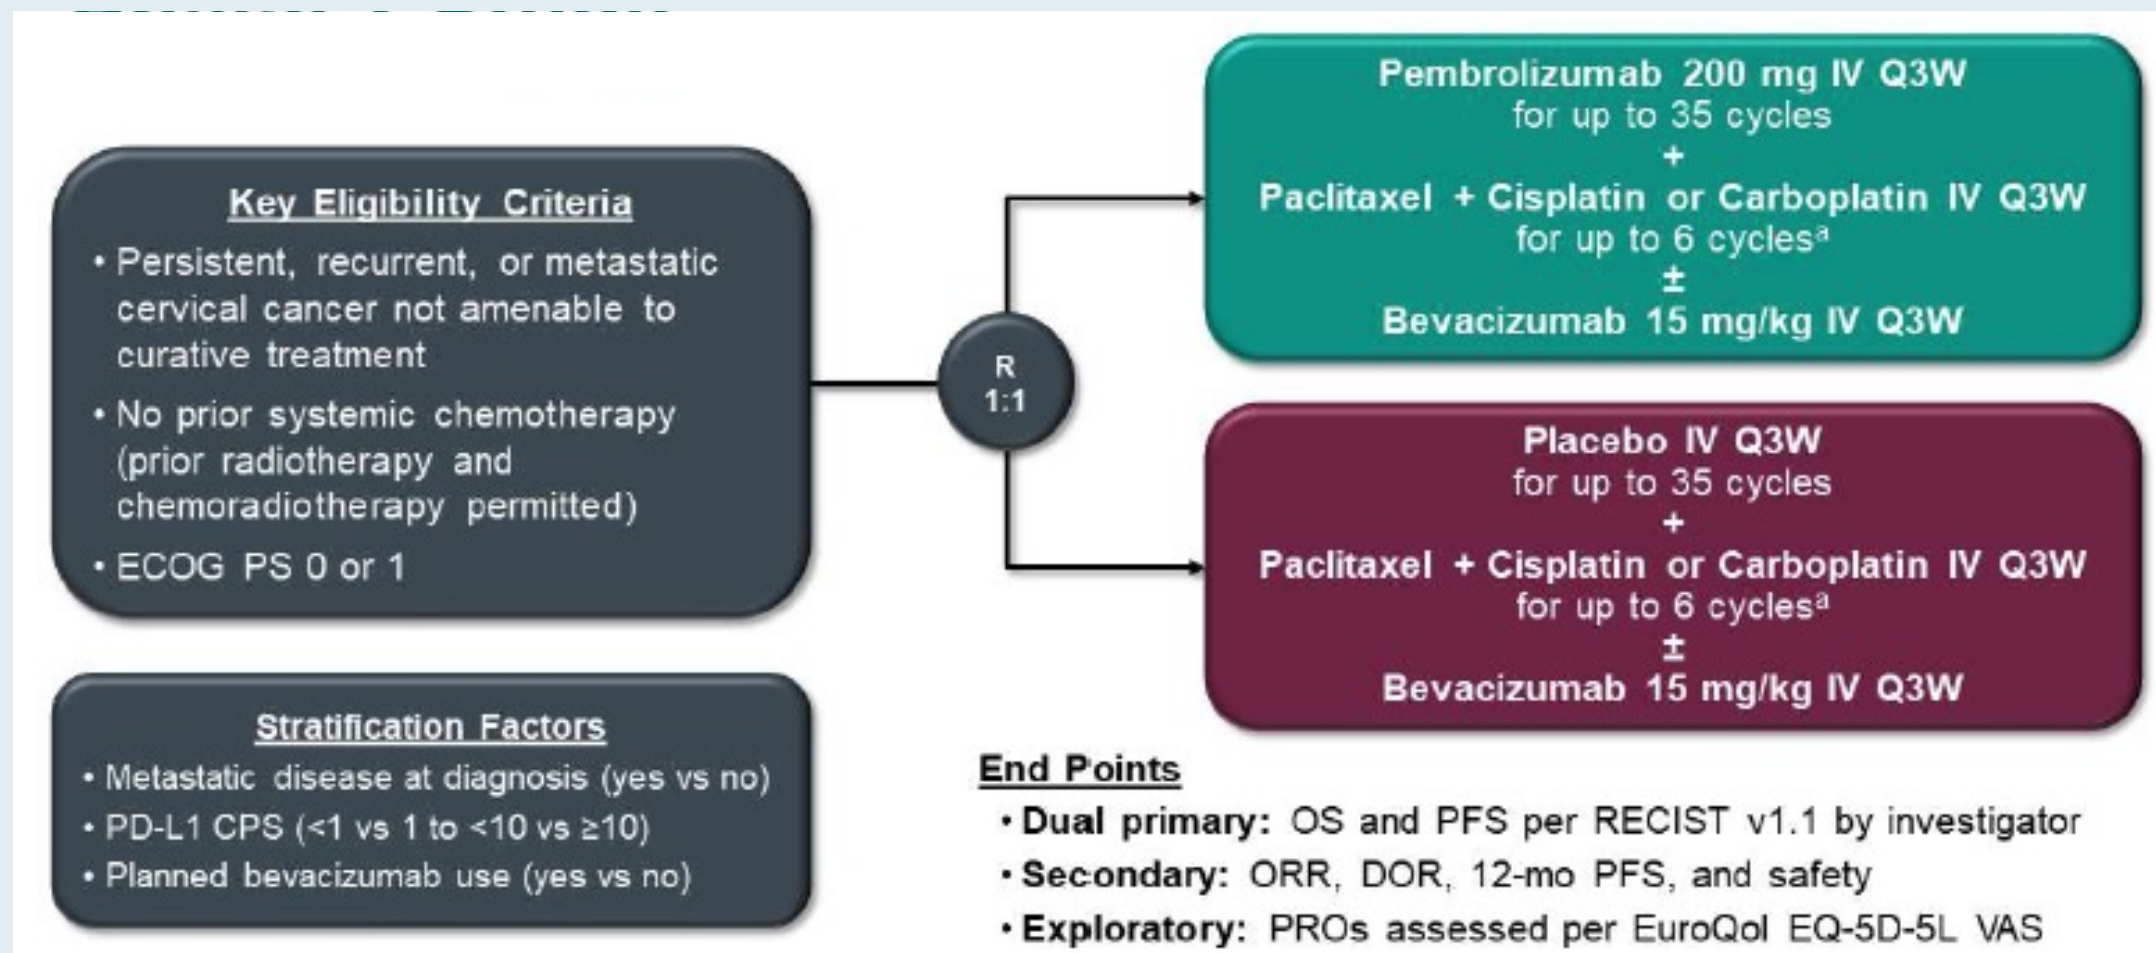 Key Eligibility Criteria
• Persistent, recurrent, or metastatic
cervical cancer not amenable to
curative treatment
• No prior systemic chemotherapy
(prior radiotherapy and
chemoradiotherapy permitted)
• ECOG PS 0 or 1
Stratification Factors
• Metastatic disease at diagnosis (yes vs no)
• PD-L1 CPS (<1 vs 1 to <10 vs ≥10)
• Planned bevacizumab use (yes vs no)
R
1:1
Pembrolizumab 200 mg IV Q3W
for up to 35 cycles
+
Paclitaxel + Cisplatin or Carboplatin IV Q3W
for up to 6 cyclesᵃ
±
Bevacizumab 15 mg/kg IV Q3W
Placebo IV Q3W
for up to 35 cycles
+
Paclitaxel + Cisplatin or Carboplatin IV Q3W
for up to 6 cyclesᵃ
±
Bevacizumab 15 mg/kg IV Q3W
End Points
• Dual primary: OS and PFS per RECIST v1.1 by investigator
• Secondary: ORR, DOR, 12-mo PFS, and safety
• Exploratory: PROs assessed per EuroQol EQ-5D-5L VAS